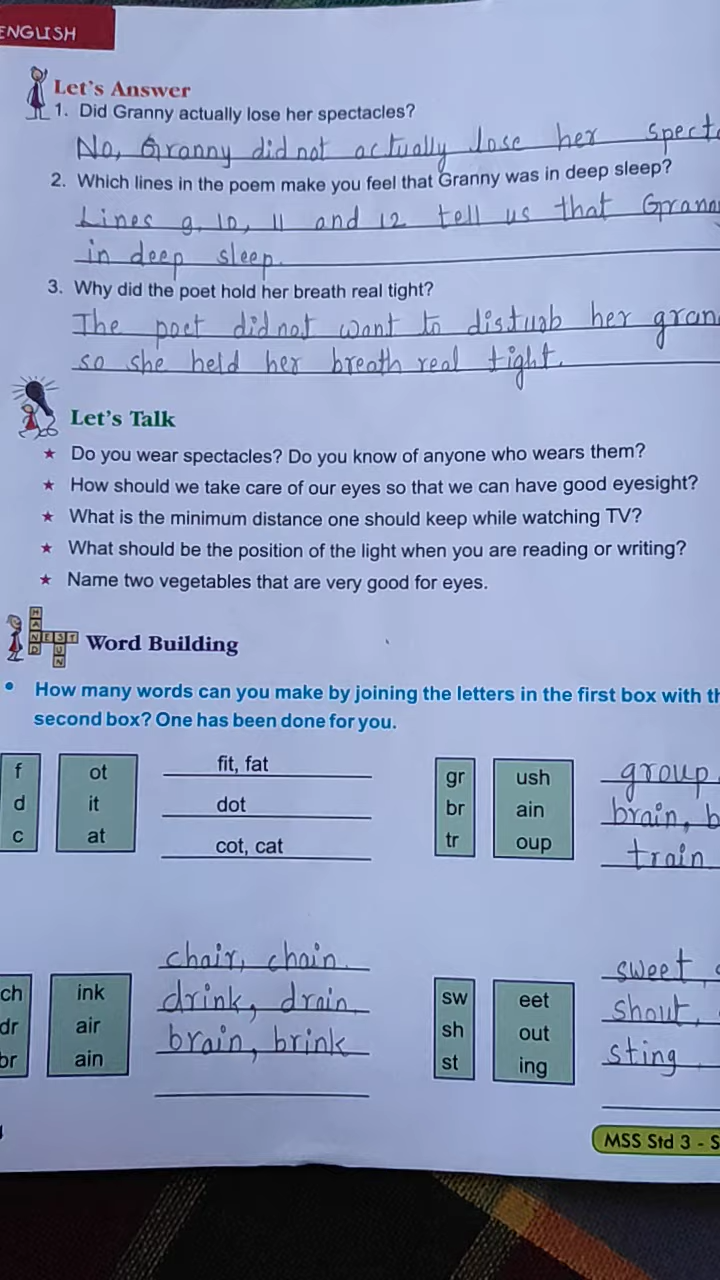 ENGLISH
Let's Answer
1. Did Granny actually lose her spectacles?
No, Granny did not actually lose her
2. Which lines in the poem make you feel that Granny was in deep sleep?
Lines 9, 10, 11 and 12 tell us that
in deep sleep.
3. Why did the poet hold her breath real tight?
The poet did not want to distuab her
so she held her breath real tight.
Let's Talk
★ Do you wear spectacles? Do you know of anyone who wears them?
★ How should we take care of our eyes so that we can have good eyesight?
★ What is the minimum distance one should keep while watching TV?
★ What should be the position of the light when you are reading or writing?
★ Name two vegetables that are very good for eyes.
HAND NEST SUN
Word Building
• How many words can you make by joining the letters in the first box with
second box? One has been done for you.
f ot fit, fat
d it dot
c at cot, cat
gr ush group
br ain brain,
tr oup train
ch ink chair, chain
dr air drink, drain
br ain brain, brink
sw eet sweet,
sh out shout,
st ing sting
MSS Std 3 - S